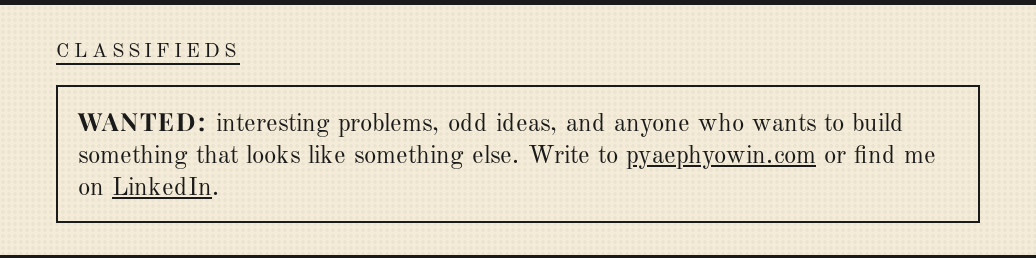 CLASSIFIEDS
WANTED: interesting problems, odd ideas, and anyone who wants to build
something that looks like something else. Write to pyaephyowin.com or find me
on LinkedIn.